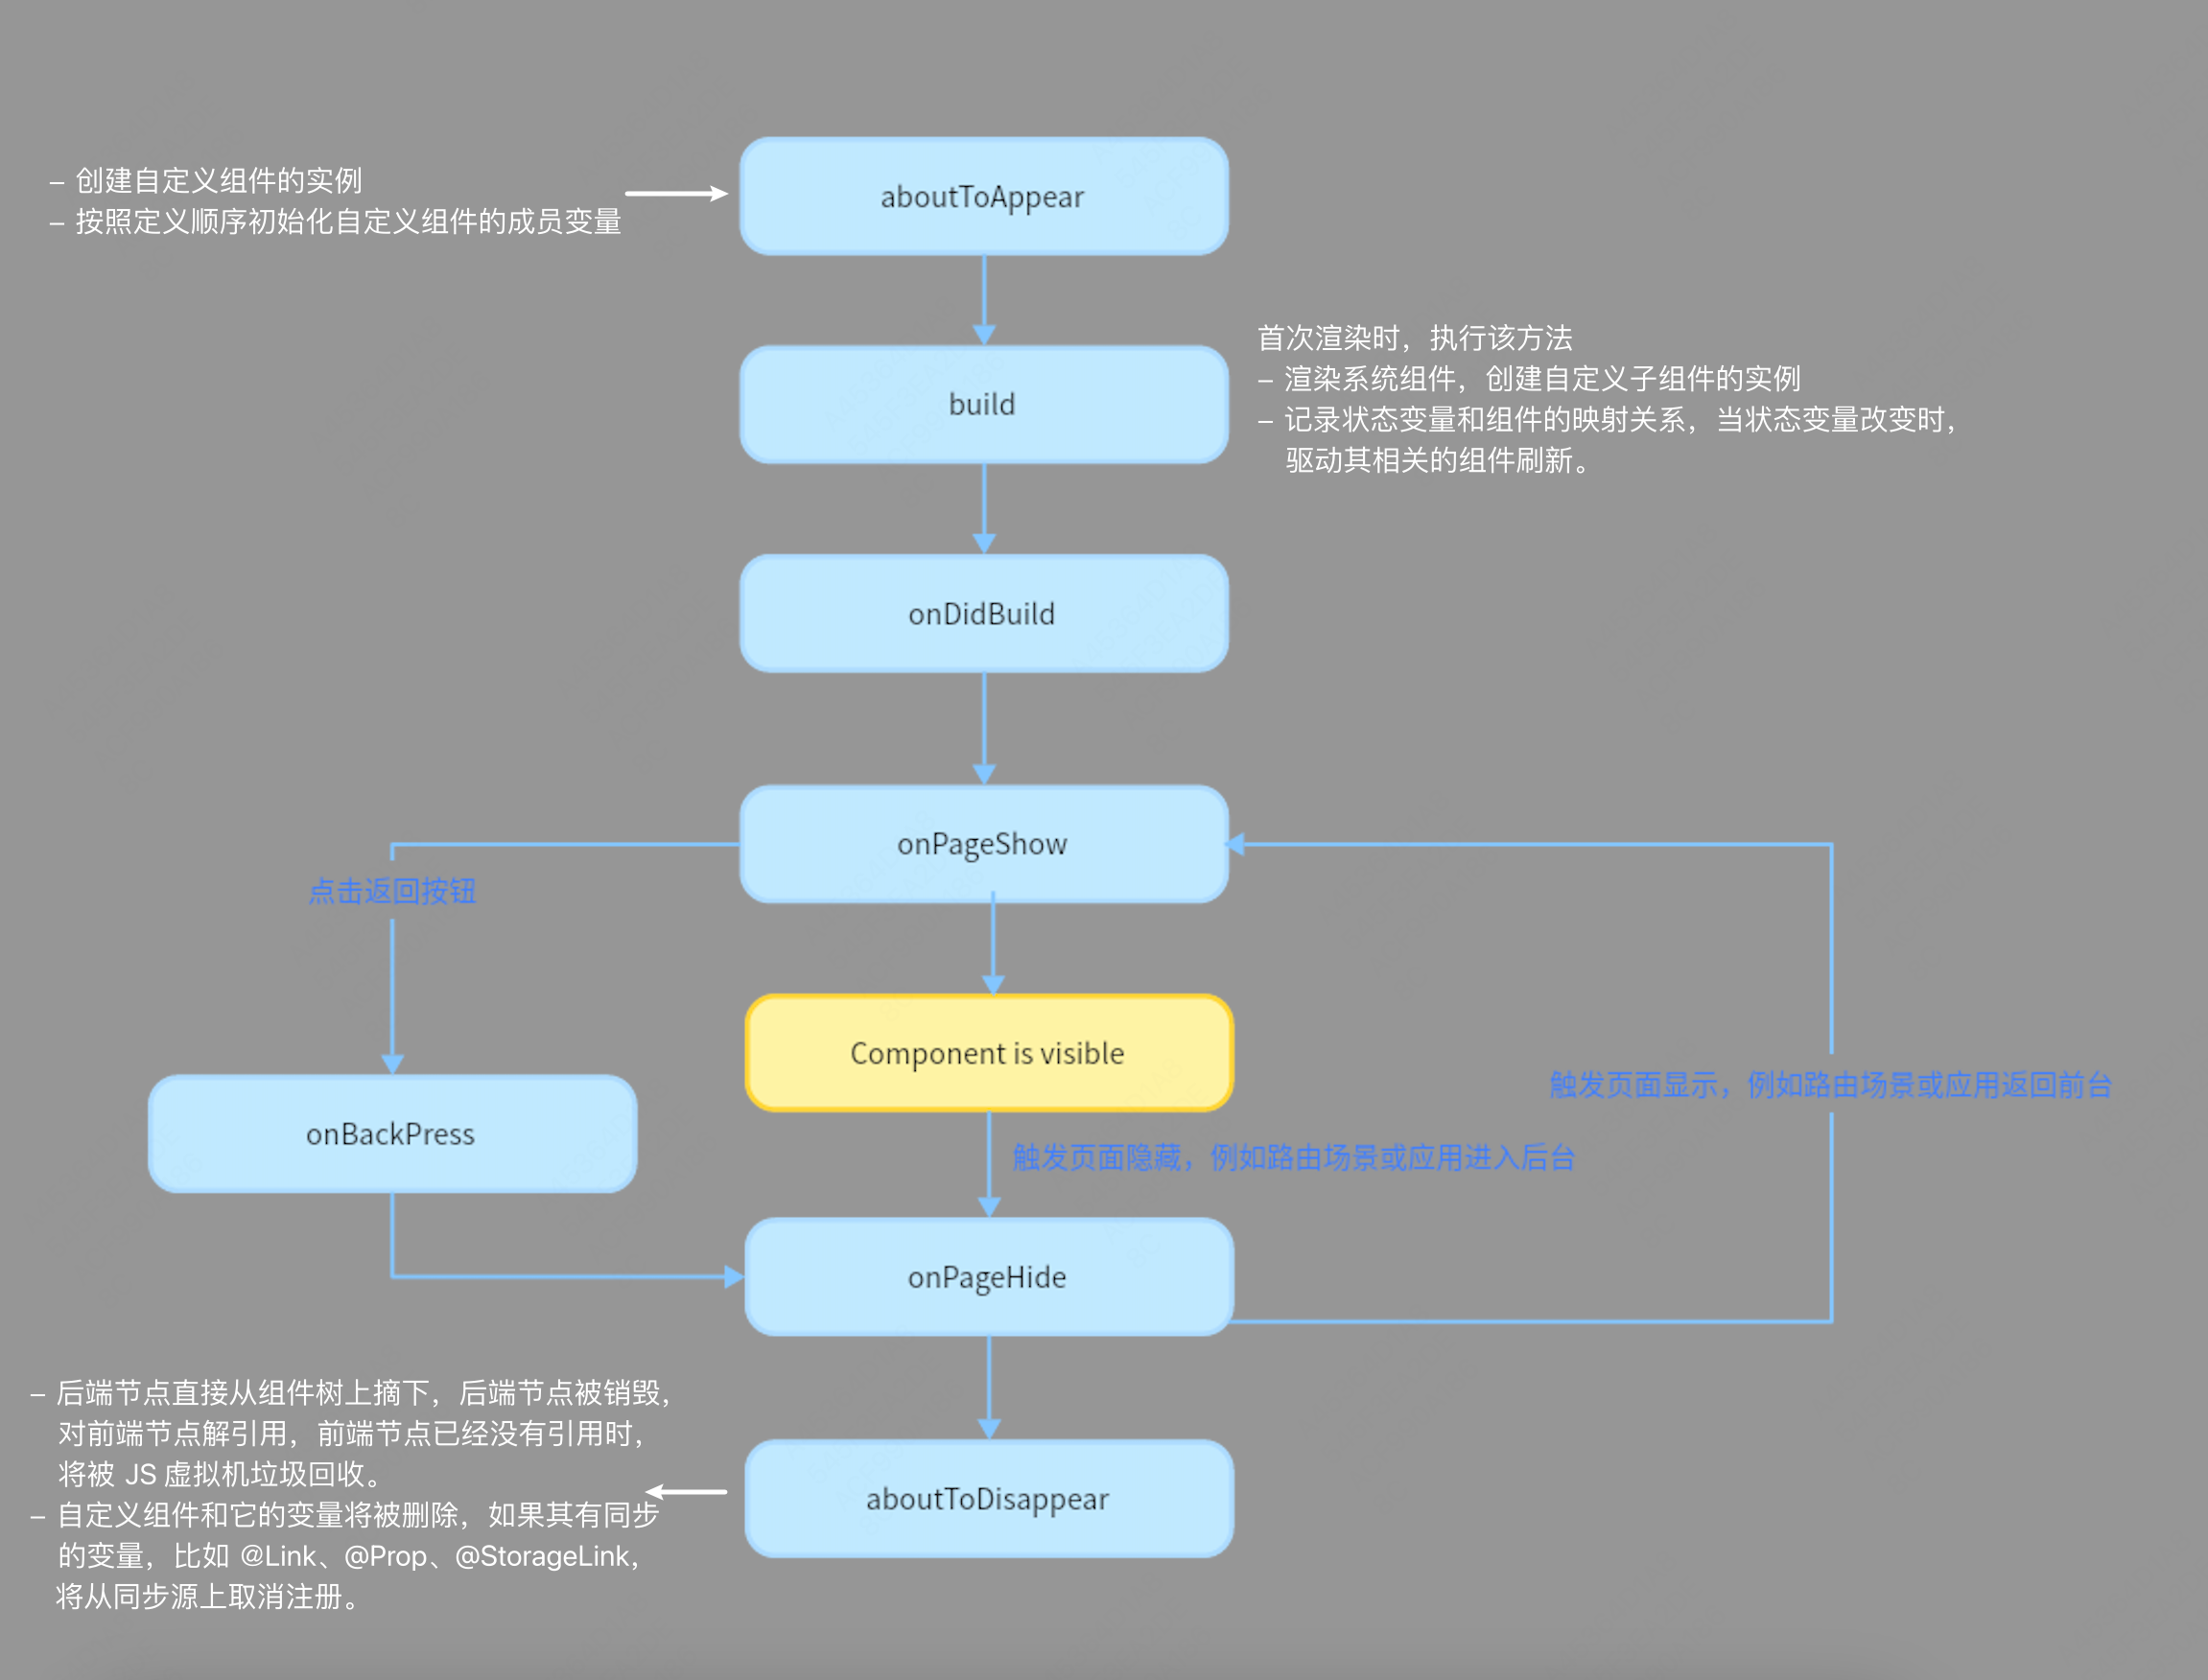 – 创建自定义组件的实例
– 按照定义顺序初始化自定义组件的成员变量
aboutToAppear
首次渲染时，执行该方法
– 渲染系统组件，创建自定义子组件的实例
– 记录状态变量和组件的映射关系，当状态变量改变时，
驱动其相关的组件刷新。
build
onDidBuild
onPageShow
点击返回按钮
Component is visible
触发页面显示，例如路由场景或应用返回前台
onBackPress
触发页面隐藏，例如路由场景或应用进入后台
onPageHide
– 后端节点直接从组件树上摘下，后端节点被销毁，
对前端节点解引用，前端节点已经没有引用时，
将被 JS 虚拟机垃圾回收。
– 自定义组件和它的变量将被删除，如果其有同步
的变量，比如 @Link、@Prop、@StorageLink，
将从同步源上取消注册。
aboutToDisappear